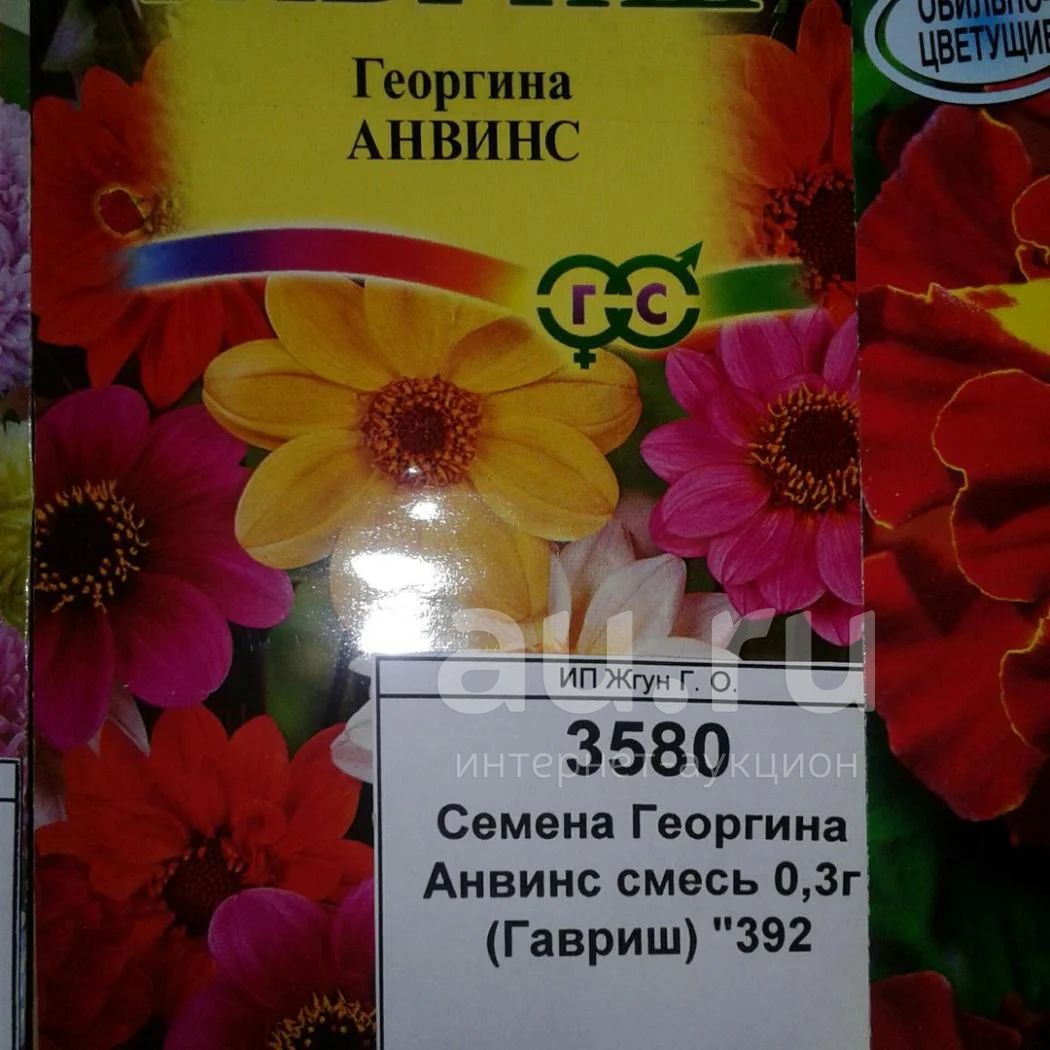 ГАВРИШ
Георгина
АНВИНС
Г С
ОБИЛЬНО-
ЦВЕТУЩИЕ
au.ru
интернет-аукцион
ИП Жгун Г. О.
3580
Семена Георгина
Анвинс смесь 0,3г
(Гавриш) "392